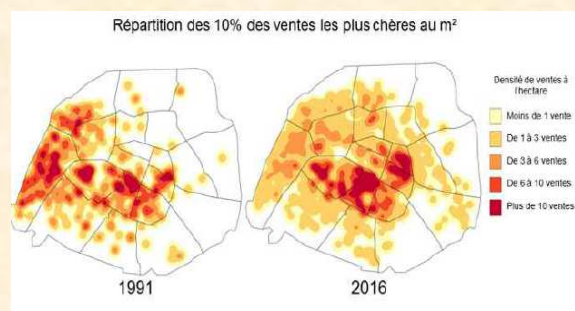 Répartition des 10% des ventes les plus chères au m²
Densité de ventes à
l'hectare
Moins de 1 vente
De 1 à 3 ventes
De 3 à 6 ventes
De 6 à 10 ventes
Plus de 10 ventes
1991
2016